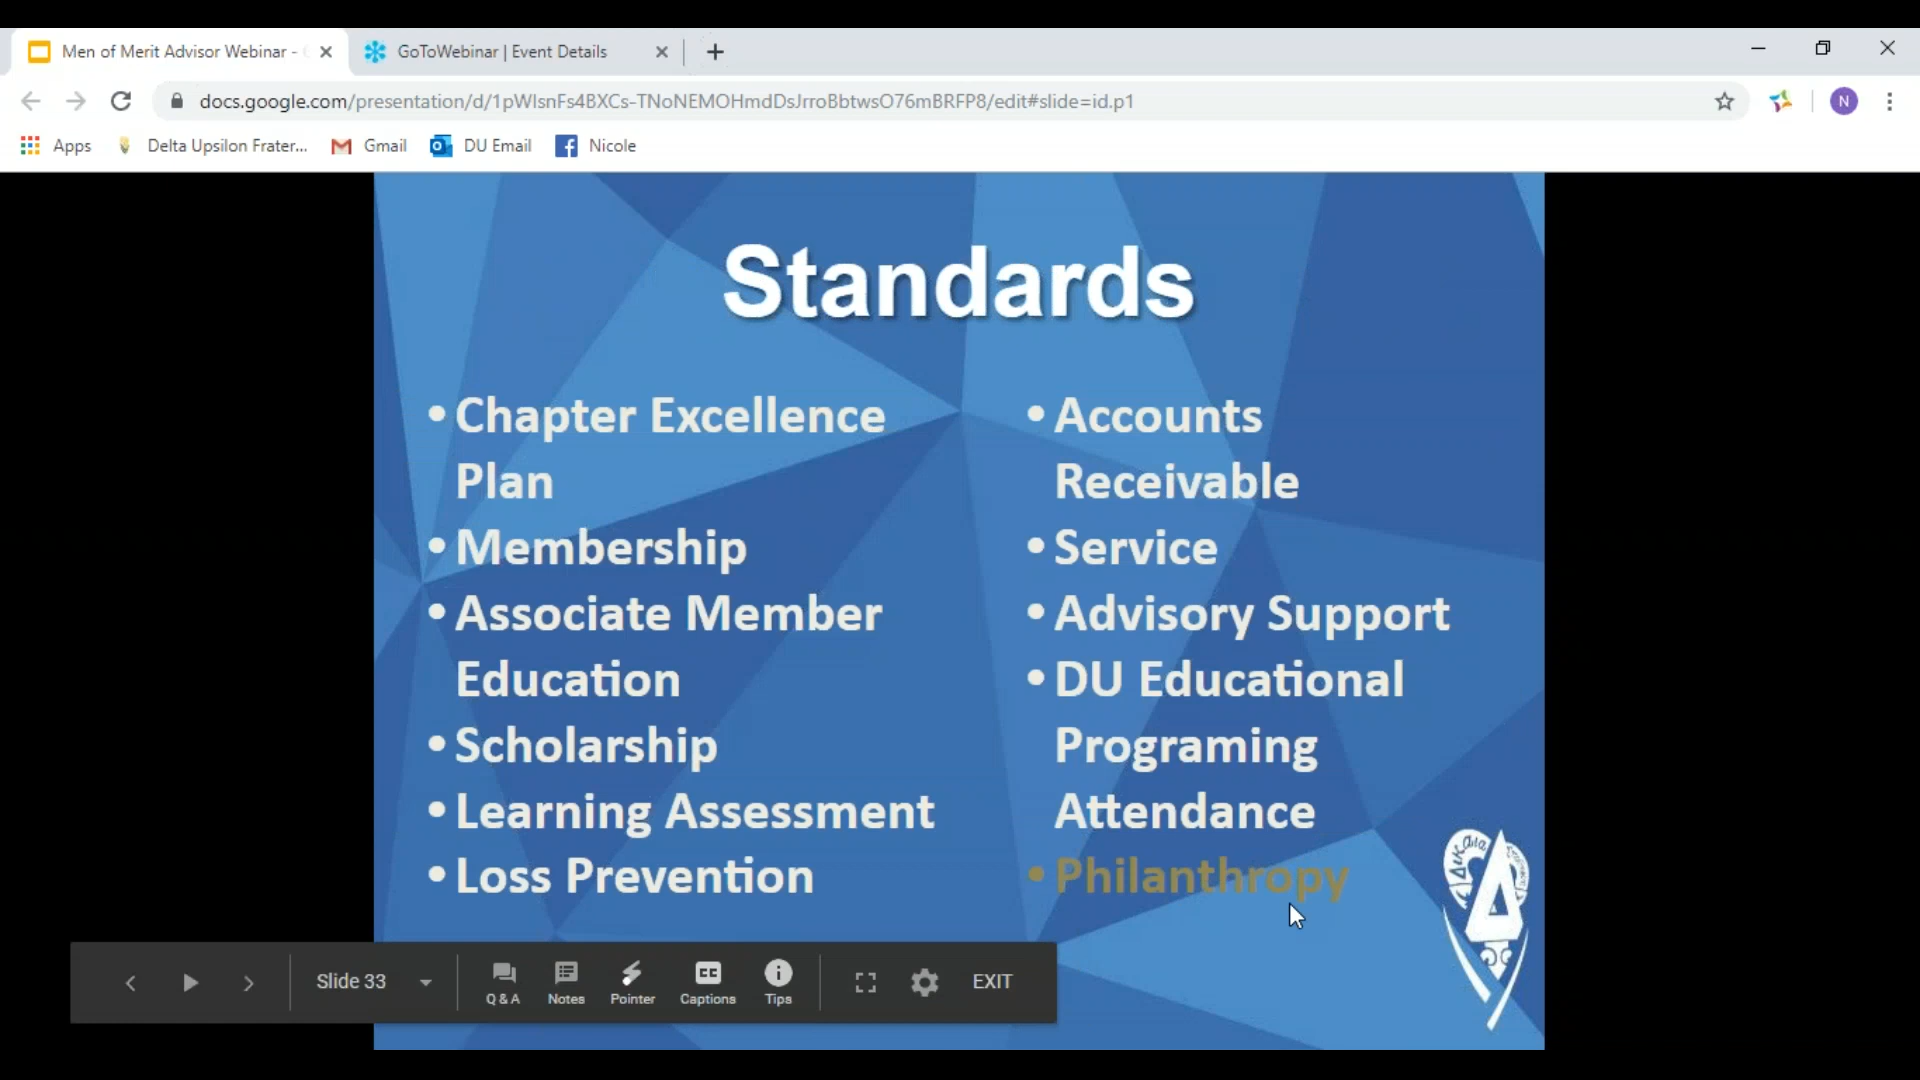 Men of Merit Advisor Webinar -
GoToWebinar | Event Details
docs.google.com/presentation/d/1pWlsnFs4BXCs-TNoNEMOHmdDsJrroBbtwsO76mBRFP8/edit#slide=id.p1
N
Apps
Delta Upsilon Frater...
Gmail
DU Email
Nicole
Standards
• Chapter Excellence
Plan
• Membership
• Associate Member
Education
• Scholarship
• Learning Assessment
• Loss Prevention
• Accounts
Receivable
• Service
• Advisory Support
• DU Educational
Programing
Attendance
• Philanthropy
Slide 33
Q & A
Notes
Pointer
Captions
Tips
EXIT